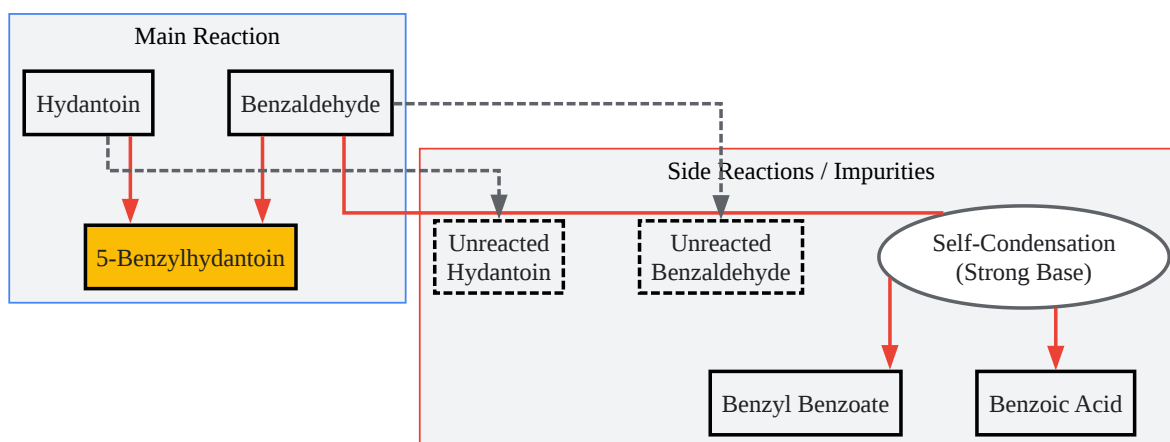 Main Reaction
Hydantoin
Benzaldehyde
5-Benzylhydantoin
Side Reactions / Impurities
Unreacted
Hydantoin
Unreacted
Benzaldehyde
Self-Condensation
(Strong Base)
Benzyl Benzoate
Benzoic Acid